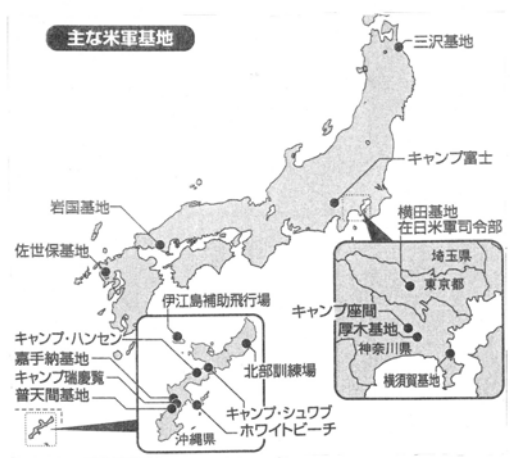 主な米軍基地
三沢基地
キャンプ富士
岩国基地
横田基地
在日米軍司令部
佐世保基地
埼玉県
東京都
伊江島補助飛行場
キャンプ座間
厚木基地
キャンプ・ハンセン
神奈川県
嘉手納基地
北部訓練場
キャンプ瑞慶覧
横須賀基地
普天間基地
キャンプ・シュワブ
ホワイトビーチ
沖縄県